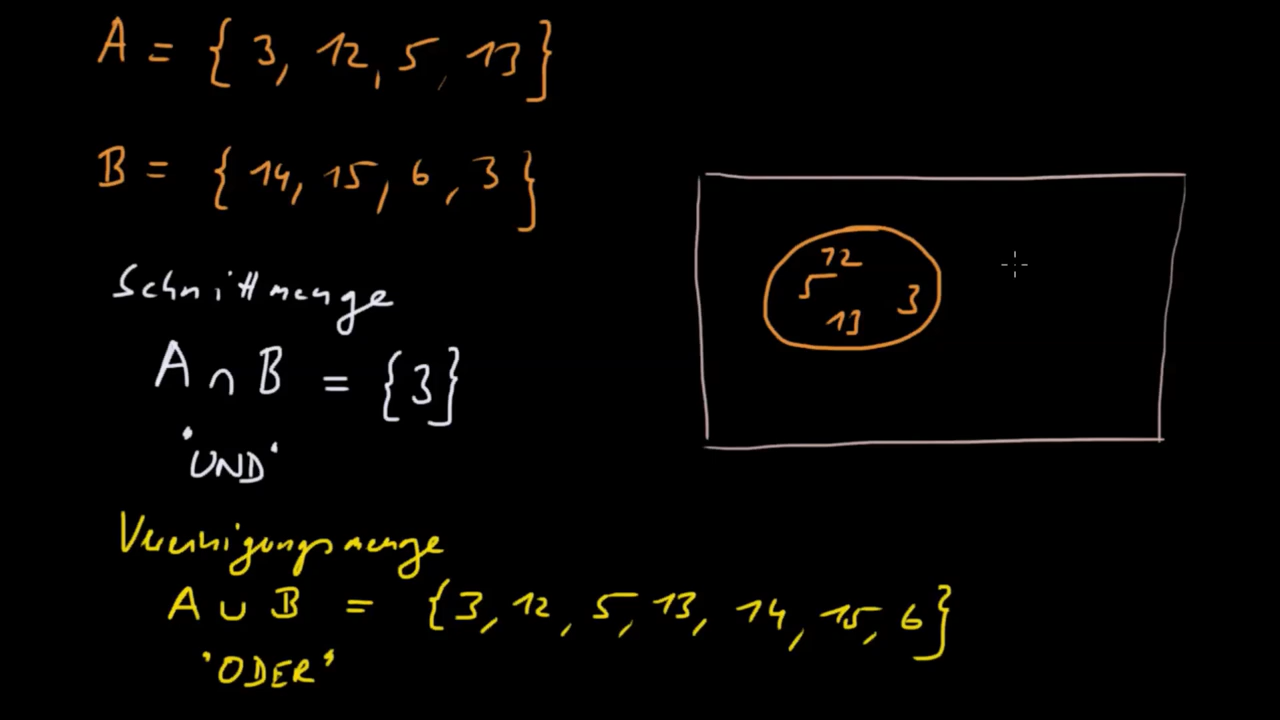 A = { 3, 12, 5, 13 }
B = { 14, 15, 6, 3 }
Schnittmenge
A ∩ B = {3}
"UND"
Vereinigungsmenge
A ∪ B = {3, 12, 5, 13, 14, 15, 6}
"ODER"
12
5
3
13